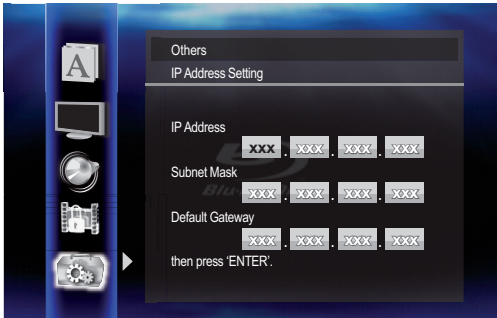 A
Others
IP Address Setting
IP Address
xxx . xxx . xxx . xxx
Subnet Mask
xxx . xxx . xxx . xxx
Default Gateway
xxx . xxx . xxx . xxx
then press ‘ENTER’.